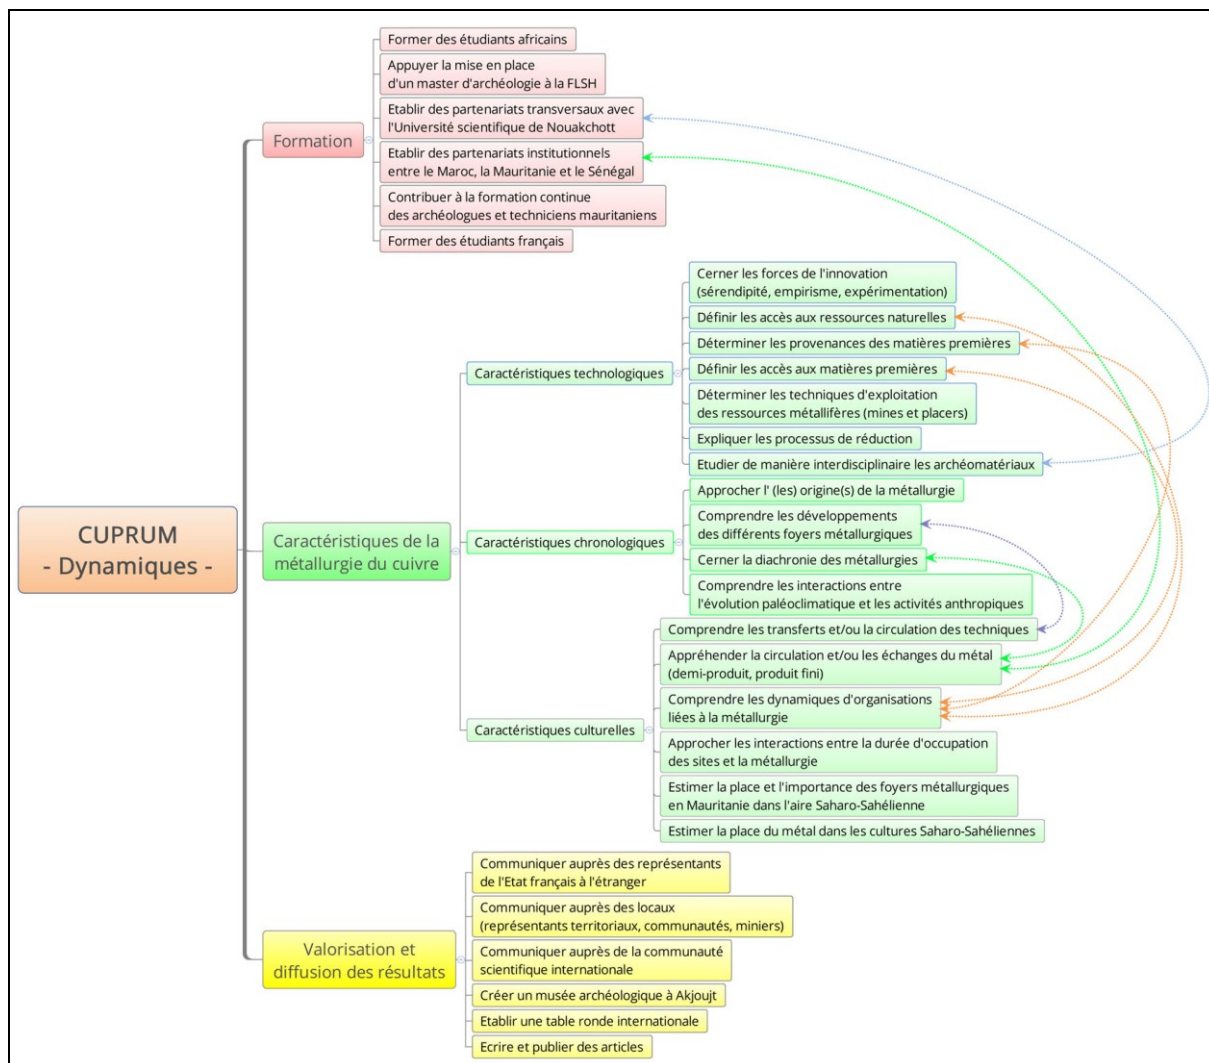 CUPRUM
- Dynamiques -
Formation
Former des étudiants africains
Appuyer la mise en place
d'un master d'archéologie à la FLSH
Etablir des partenariats transversaux avec
l'Université scientifique de Nouakchott
Etablir des partenariats institutionnels
entre le Maroc, la Mauritanie et le Sénégal
Contribuer à la formation continue
des archéologues et techniciens mauritaniens
Former des étudiants français
Caractéristiques de la
métallurgie du cuivre
Caractéristiques technologiques
Cerner les forces de l'innovation
(sérendipité, empirisme, expérimentation)
Définir les accès aux ressources naturelles
Déterminer les provenances des matières premières
Définir les accès aux matières premières
Déterminer les techniques d'exploitation
des ressources métallifères (mines et placers)
Expliquer les processus de réduction
Etudier de manière interdisciplinaire les archéomatériaux
Caractéristiques chronologiques
Approcher l' (les) origine(s) de la métallurgie
Comprendre les développements
des différents foyers métallurgiques
Cerner la diachronie des métallurgies
Comprendre les interactions entre
l'évolution paléoclimatique et les activités anthropiques
Caractéristiques culturelles
Comprendre les transferts et/ou la circulation des techniques
Appréhender la circulation et/ou les échanges du métal
(demi-produit, produit fini)
Comprendre les dynamiques d'organisations
liées à la métallurgie
Approcher les interactions entre la durée d'occupation
des sites et la métallurgie
Estimer la place et l'importance des foyers métallurgiques
en Mauritanie dans l'aire Saharo-Sahélienne
Estimer la place du métal dans les cultures Saharo-Sahéliennes
Valorisation et
diffusion des résultats
Communiquer auprès des représentants
de l'Etat français à l'étranger
Communiquer auprès des locaux
(représentants territoriaux, communautés, miniers)
Communiquer auprès de la communauté
scientifique internationale
Créer un musée archéologique à Akjoujt
Etablir une table ronde internationale
Ecrire et publier des articles